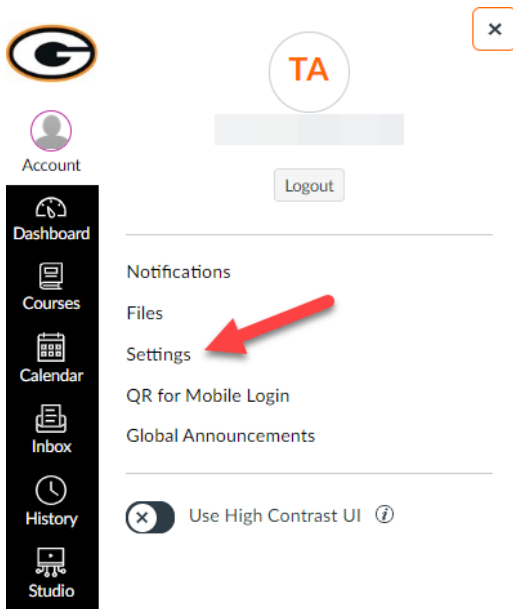 G
×
TA
Account
Logout
Dashboard
Courses
Calendar
Inbox
History
Studio
Notifications
Files
Settings
QR for Mobile Login
Global Announcements
Use High Contrast UI i